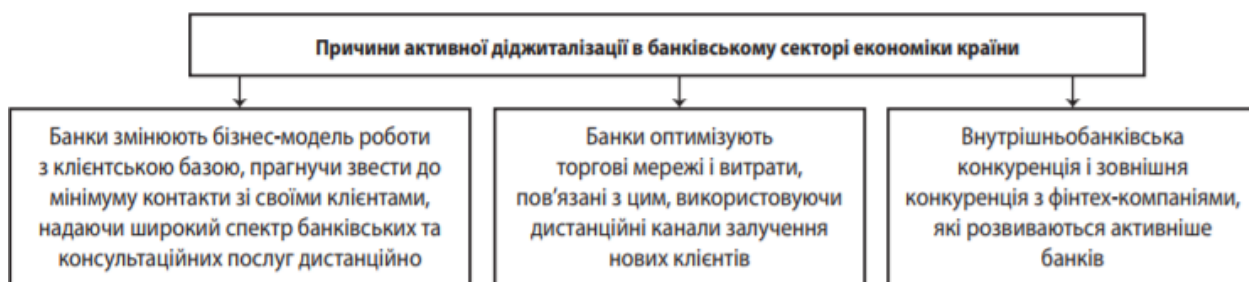 Причини активної діджиталізації в банківському секторі економіки країни
Банки змінюють бізнес-модель роботи
з клієнтською базою, прагнучи звести до
мінімуму контакти зі своїми клієнтами,
надаючи широкий спектр банківських та
консультаційних послуг дистанційно
Банки оптимізують
торгові мережі і витрати,
пов’язані з цим, використовуючи
дистанційні канали залучення
нових клієнтів
Внутрішньобанківська
конкуренція і зовнішня
конкуренція з фінтех-компаніями,
які розвиваються активніше
банків